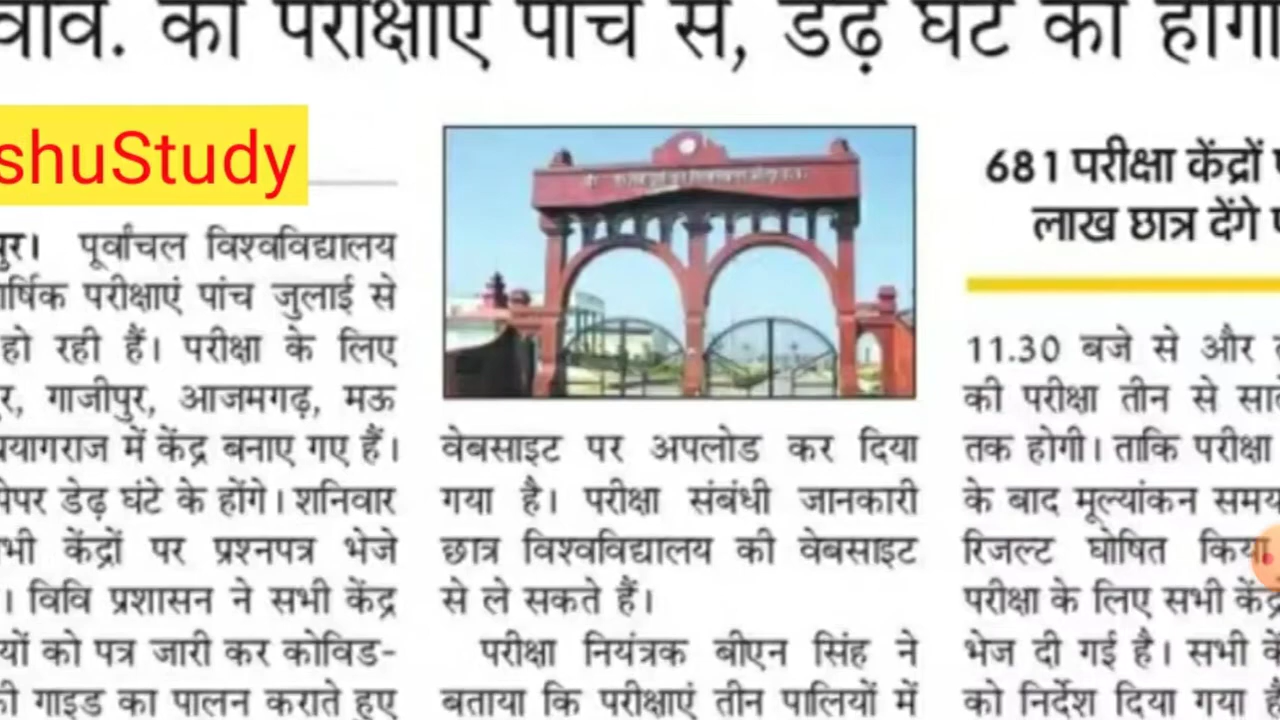 की परीक्षाएं पांच से, डेढ़ घंटे की
shuStudy
पूर्वांचल विश्वविद्यालय
परीक्षाएं पांच जुलाई से
हो रही हैं। परीक्षा के लिए
गाजीपुर, आजमगढ़, मऊ
में केंद्र बनाए गए हैं।
डेढ़ घंटे के होंगे। शनिवार
केंद्रों पर प्रश्नपत्र भेजे
। विवि प्रशासन ने सभी केंद्र
को पत्र जारी कर कोविड-
गाइड का पालन कराते हुए
वेबसाइट पर अपलोड कर दिया
गया है। परीक्षा संबंधी जानकारी
छात्र विश्वविद्यालय की वेबसाइट
से ले सकते हैं।
परीक्षा नियंत्रक बीएन सिंह ने
बताया कि परीक्षाएं तीन पालियों में
681 परीक्षा केंद्रों
लाख छात्र देंगे
11.30 बजे से और
की परीक्षा तीन से
तक होगी। ताकि परीक्षा
के बाद मूल्यांकन
रिजल्ट घोषित
परीक्षा के लिए सभी
भेज दी गई है। सभी
को निर्देश दिया गया